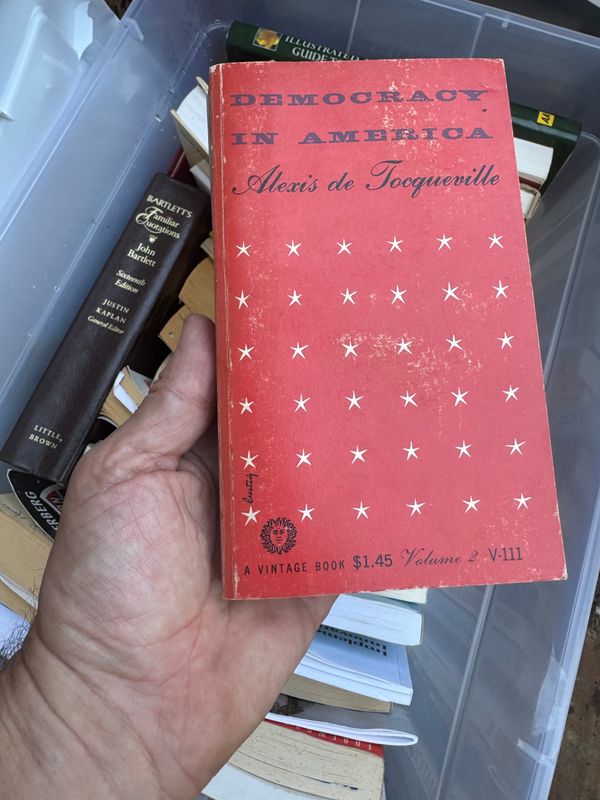 DEMOCRACY
IN AMERICA
Alexis de Tocqueville
lustig
A VINTAGE BOOK $1.45 Volume 2 V-111
ILLUSTRATED
GUIDE
BARTLETT'S
Familiar
Quotations
John
Bartlett
Sixteenth
Edition
JUSTIN
KAPLAN
General Editor
LITTLE,
BROWN